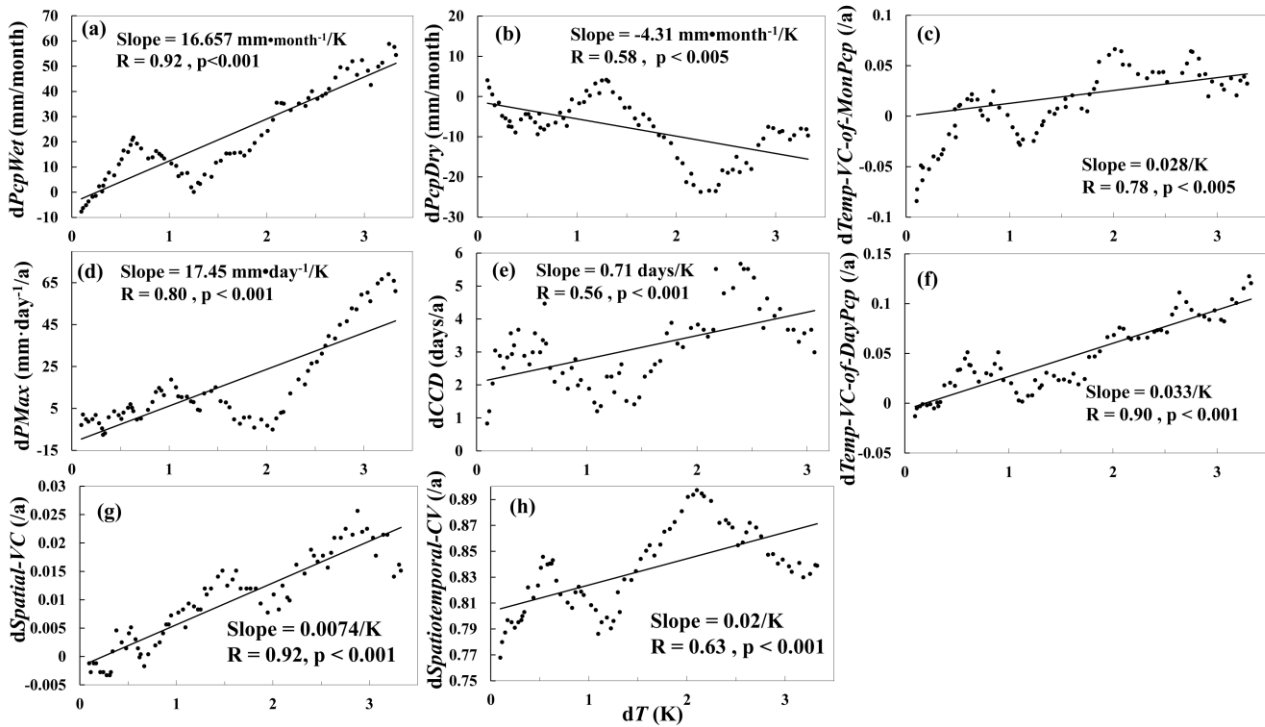 (a)
Slope = 16.657 mm•month⁻¹/K
R = 0.92 , p<0.001
dPcpWet (mm/month)
60
50
40
30
20
10
0
-10
0 1 2 3
(b)
Slope = -4.31 mm•month⁻¹/K
R = 0.58 , p < 0.005
dPcpDry (mm/month)
20
10
0
-10
-20
-30
0 1 2 3
(c)
Slope = 0.028/K
R = 0.78 , p < 0.005
dTemp-VC-of-MonPcp (/a)
0.1
0.05
0
-0.05
-0.1
0 1 2 3
(d)
Slope = 17.45 mm•day⁻¹/K
R = 0.80 , p < 0.001
dPMax (mm·day⁻¹/a)
65
45
25
5
-15
0 1 2 3
(e)
Slope = 0.71 days/K
R = 0.56 , p < 0.001
dCCD (days/a)
6
5
4
3
2
1
0
0 1 2 3
(f)
Slope = 0.033/K
R = 0.90 , p < 0.001
dTemp-VC-of-DayPcp (/a)
0.15
0.1
0.05
0
-0.05
0 1 2 3
(g)
Slope = 0.0074/K
R = 0.92, p < 0.001
dSpatial-VC (/a)
0.03
0.025
0.02
0.015
0.01
0.005
0
-0.005
0 1 2 3
(h)
Slope = 0.02/K
R = 0.63 , p < 0.001
dSpatiotemporal-CV (/a)
0.89
0.87
0.85
0.83
0.81
0.79
0.77
0.75
0 1 2 3
dT (K)